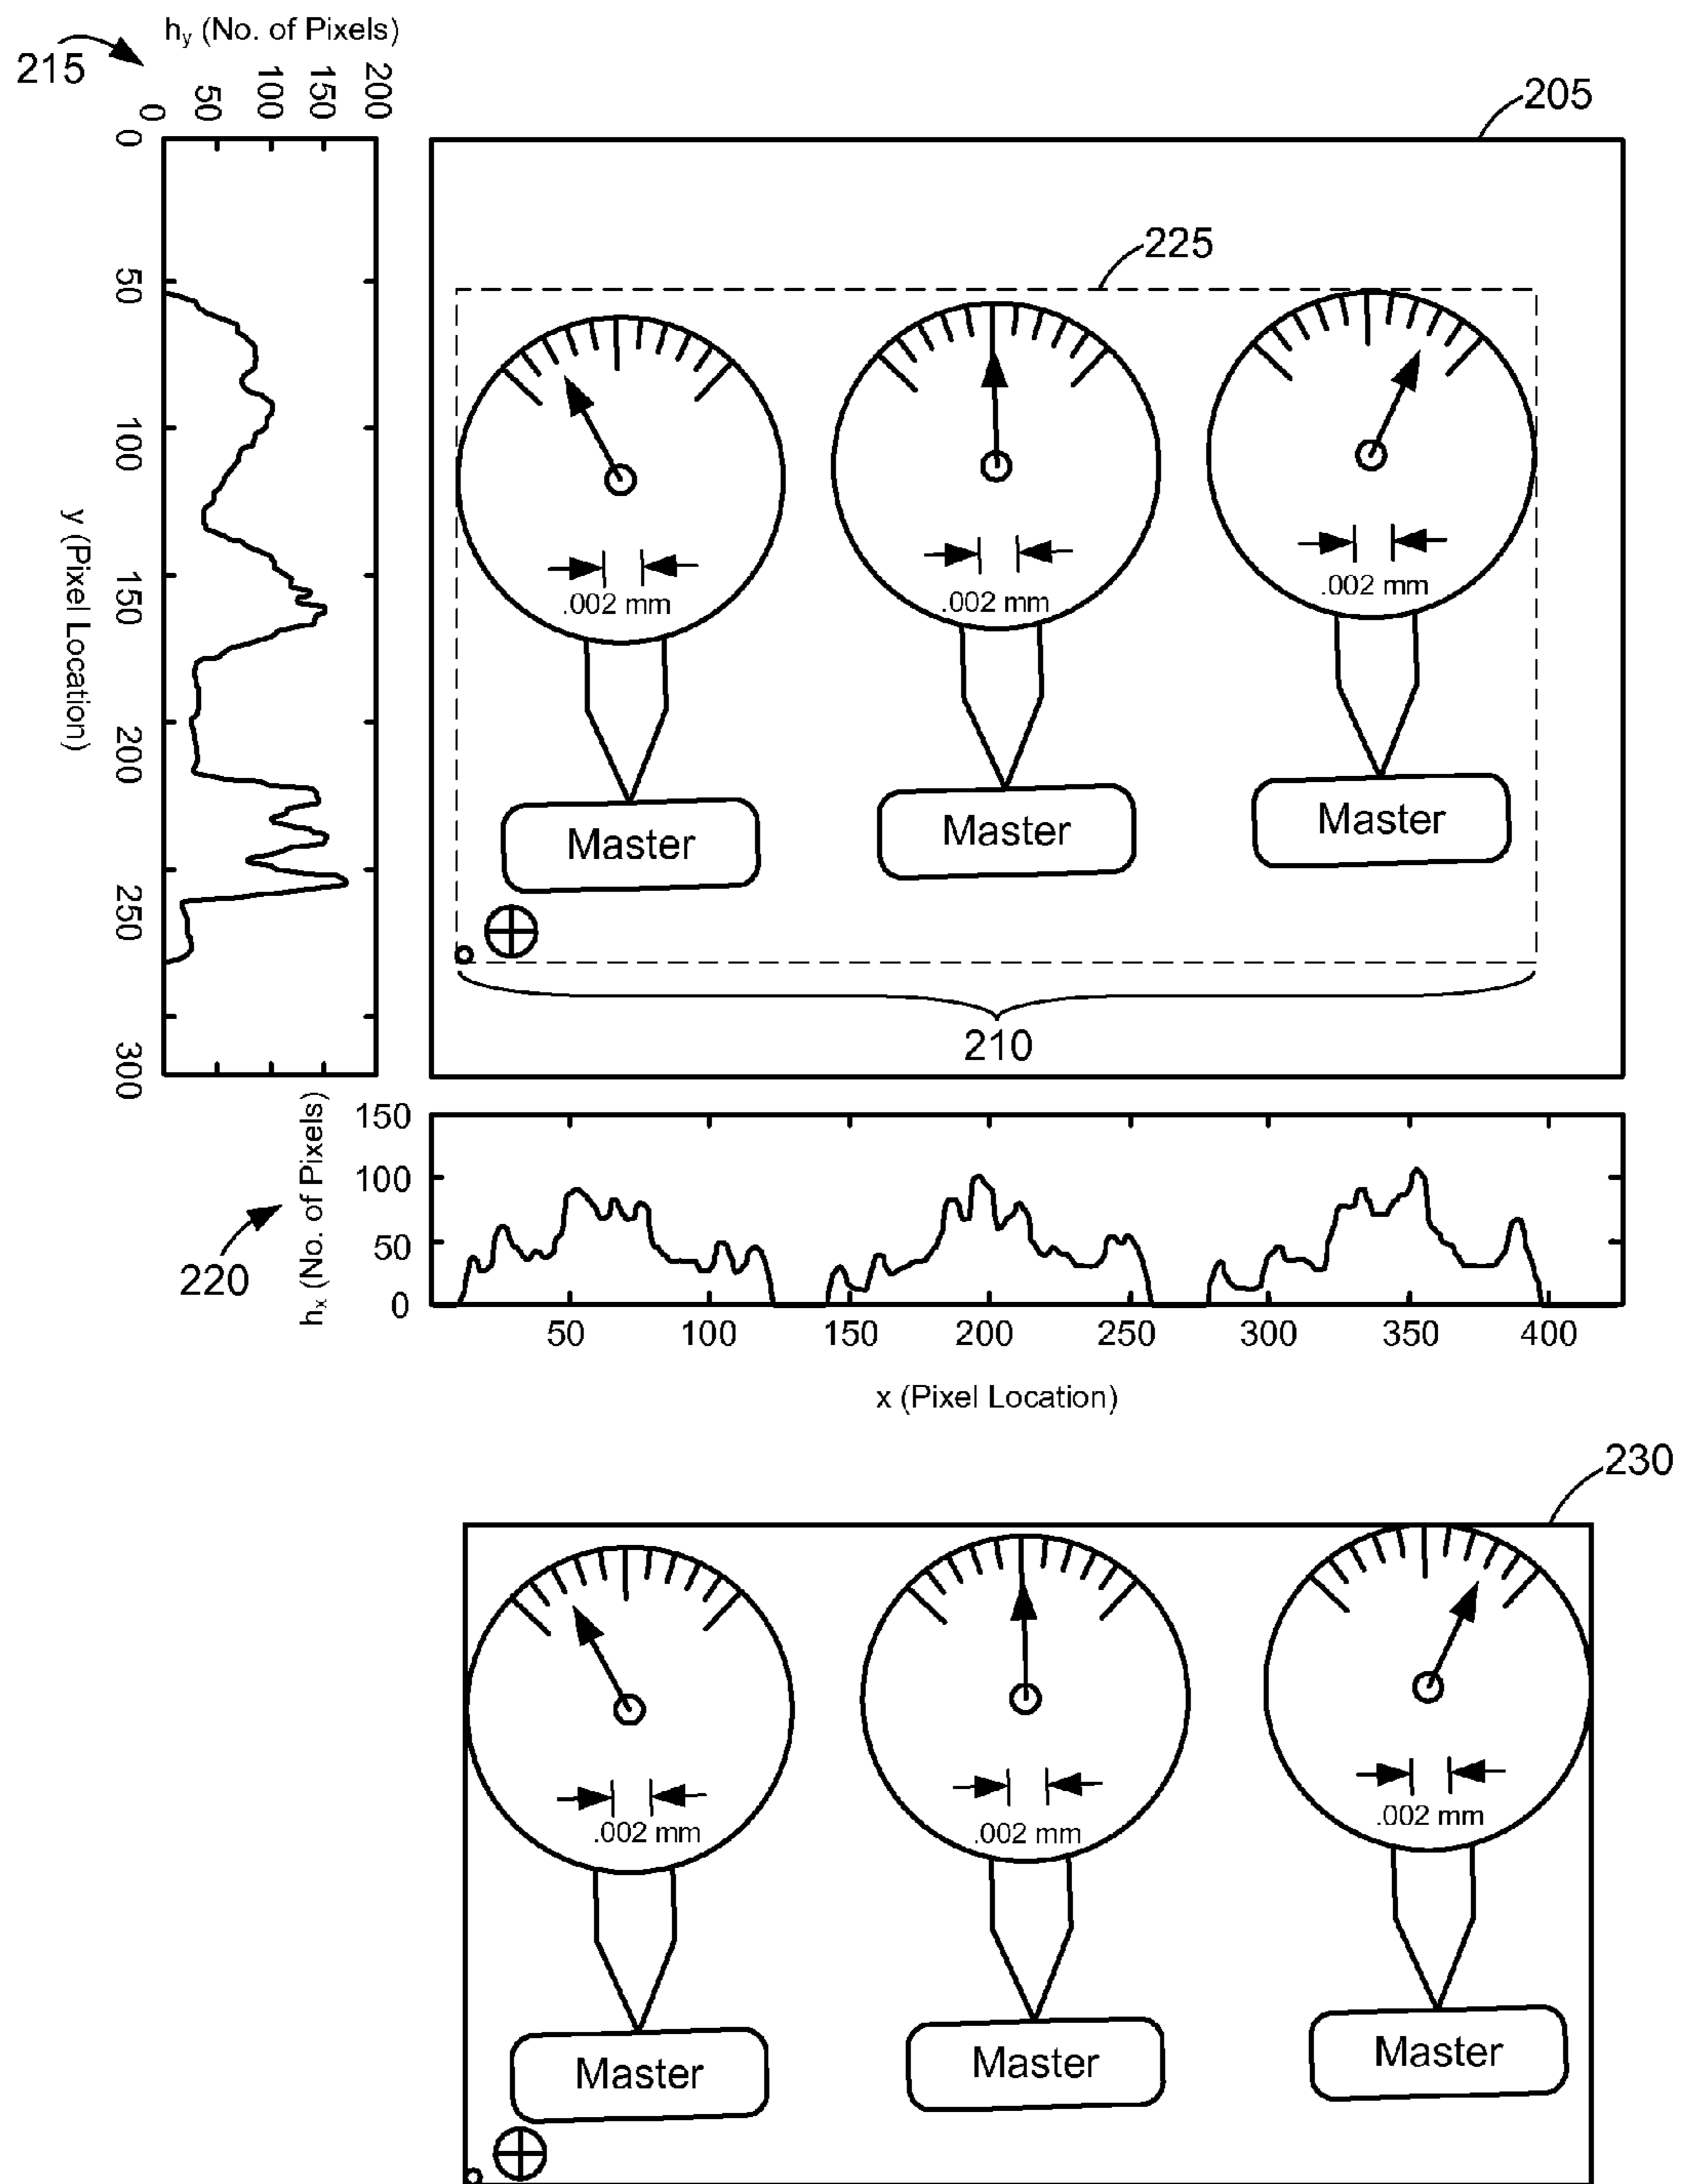 h_y (No. of Pixels)
215
0 50 100 150 200
205
0
50
100
150
200
250
300
y (Pixel Location)
225
.002 mm
.002 mm
.002 mm
Master
Master
Master
210
h_x (No. of Pixels)
150
100
50
0
220
50 100 150 200 250 300 350 400
x (Pixel Location)
230
.002 mm
.002 mm
.002 mm
Master
Master
Master